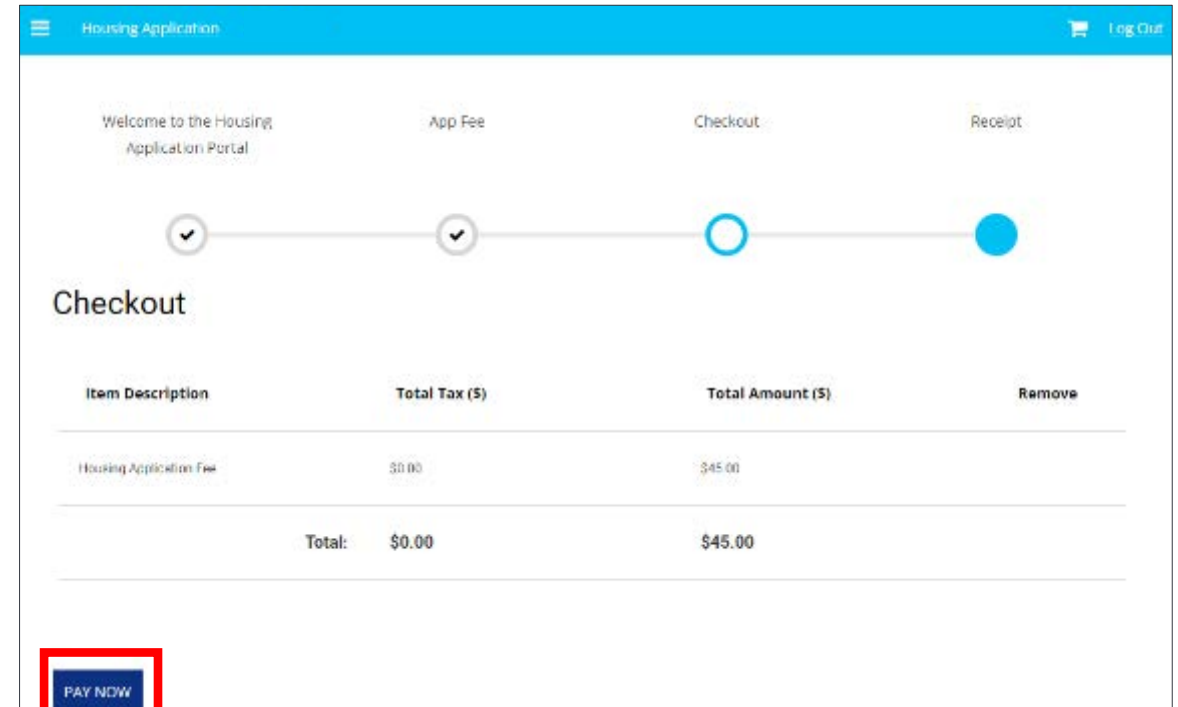 Housing Application
Log Out
Welcome to the Housing
Application Portal
App Fee
Checkout
Receipt
Checkout
Item Description Total Tax ($) Total Amount ($) Remove
Housing Application Fee $0.00 $45.00
Total: $0.00 $45.00
PAY NOW